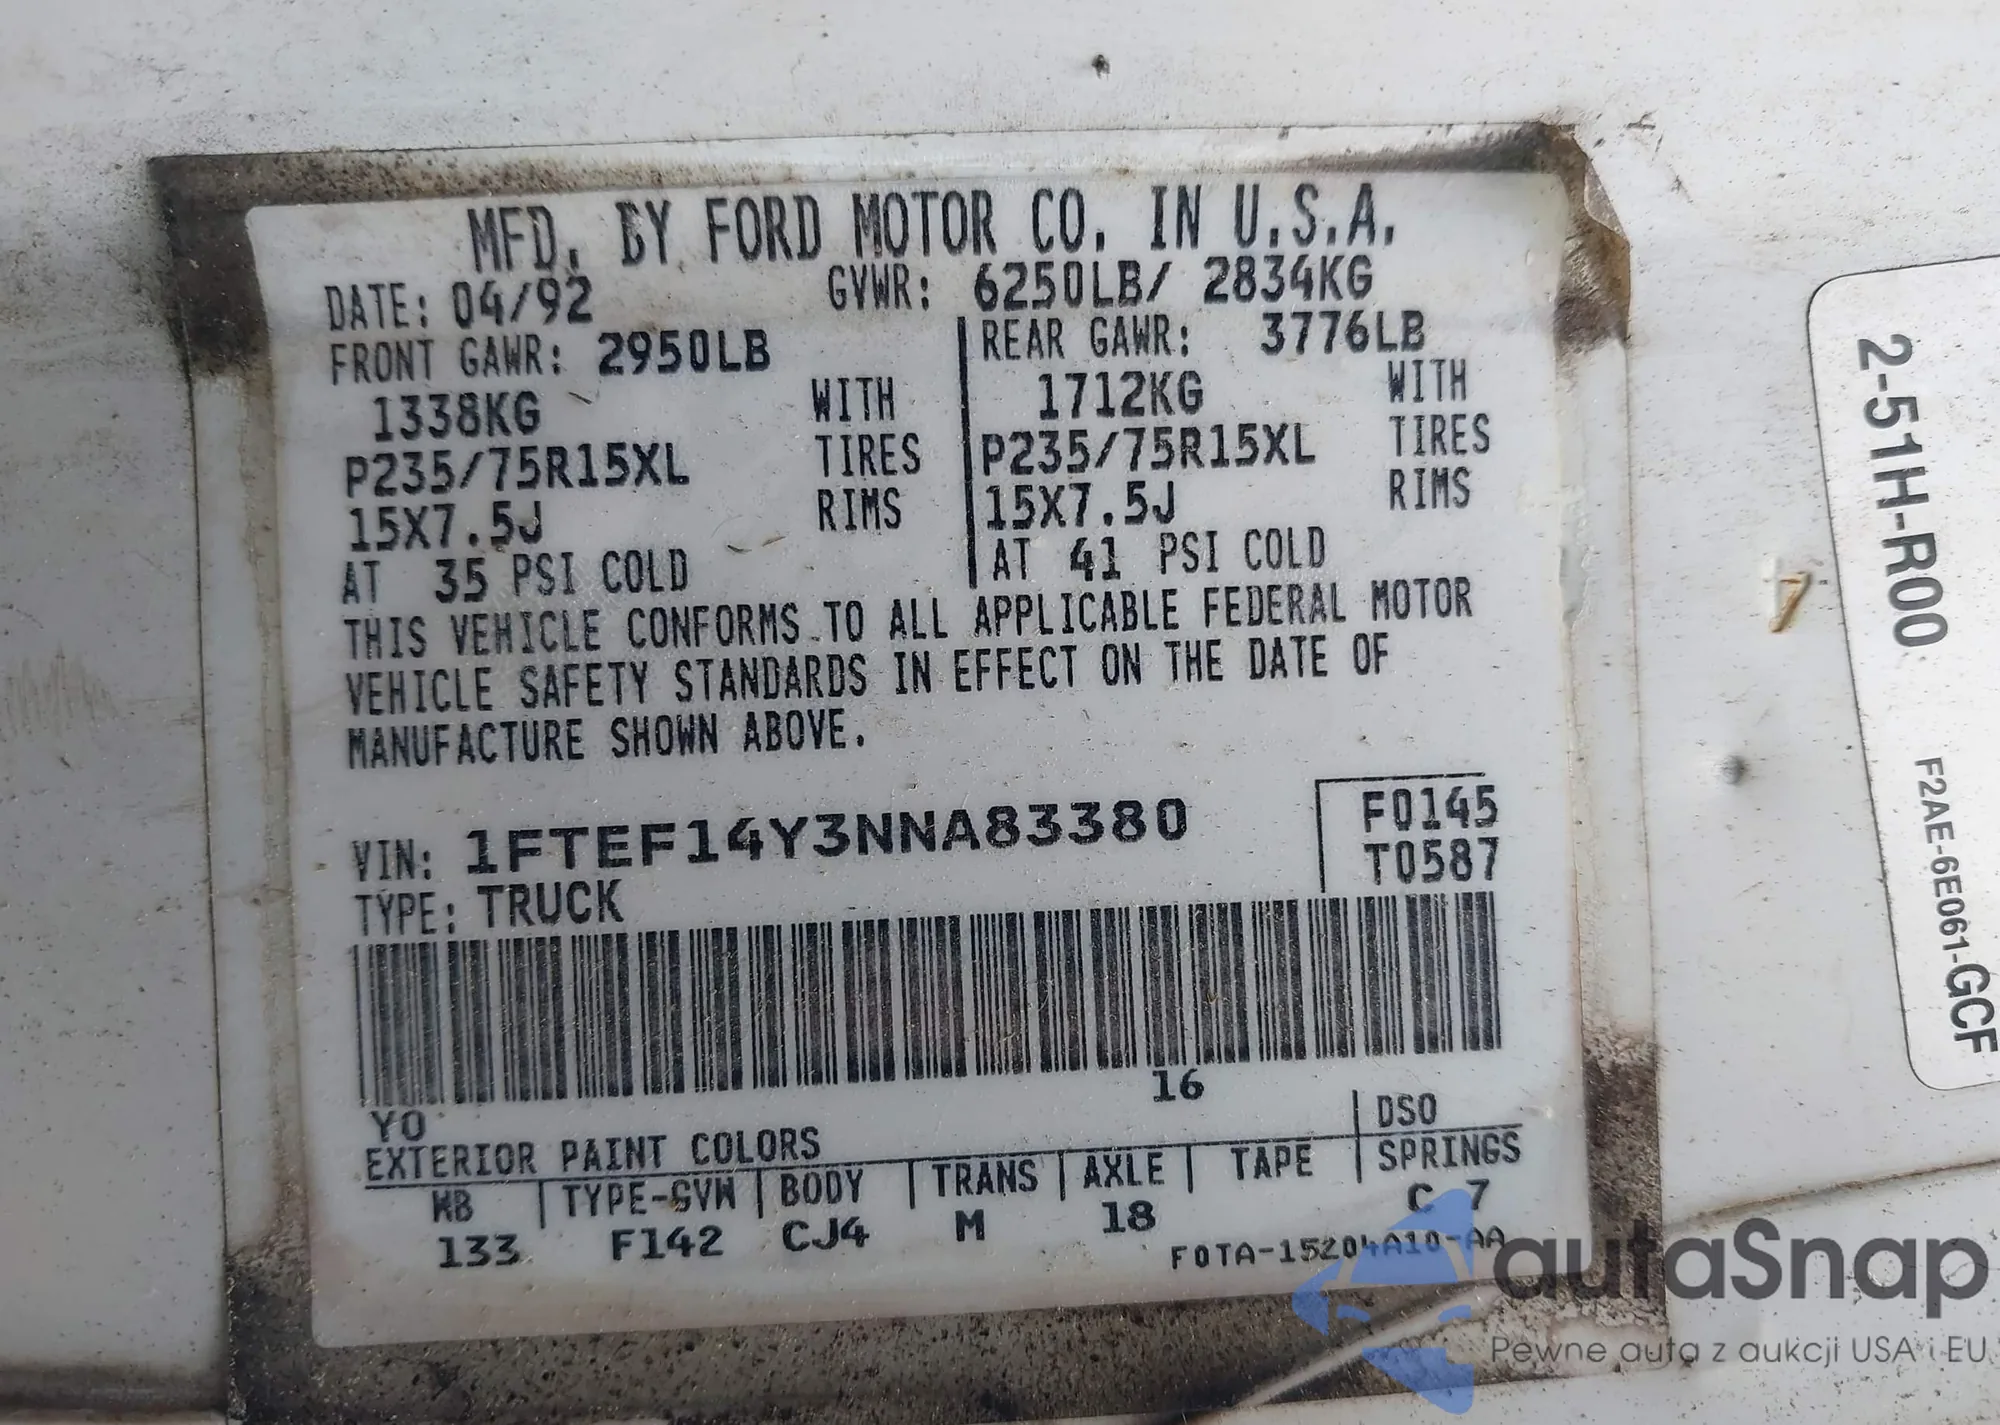 MFD. BY FORD MOTOR CO. IN U.S.A.
DATE: 04/92 GVWR: 6250LB/ 2834KG
FRONT GAWR: 2950LB REAR GAWR: 3776LB
1338KG WITH 1712KG WITH
P235/75R15XL TIRES P235/75R15XL TIRES
15X7.5J RIMS 15X7.5J RIMS
AT 35 PSI COLD AT 41 PSI COLD
THIS VEHICLE CONFORMS TO ALL APPLICABLE FEDERAL MOTOR
VEHICLE SAFETY STANDARDS IN EFFECT ON THE DATE OF
MANUFACTURE SHOWN ABOVE.
VIN: 1FTEF14Y3NNA83380 F0145
TYPE: TRUCK T0587
16
YO DSO
EXTERIOR PAINT COLORS
WB TYPE-GVW BODY TRANS AXLE TAPE SPRINGS
133 F142 CJ4 M 18 C 7
F0TA-15204A10-AA
2-51H-R00
F2AE-6E061-GCF
autaSnap
Pewne auta z aukcji USA i EU